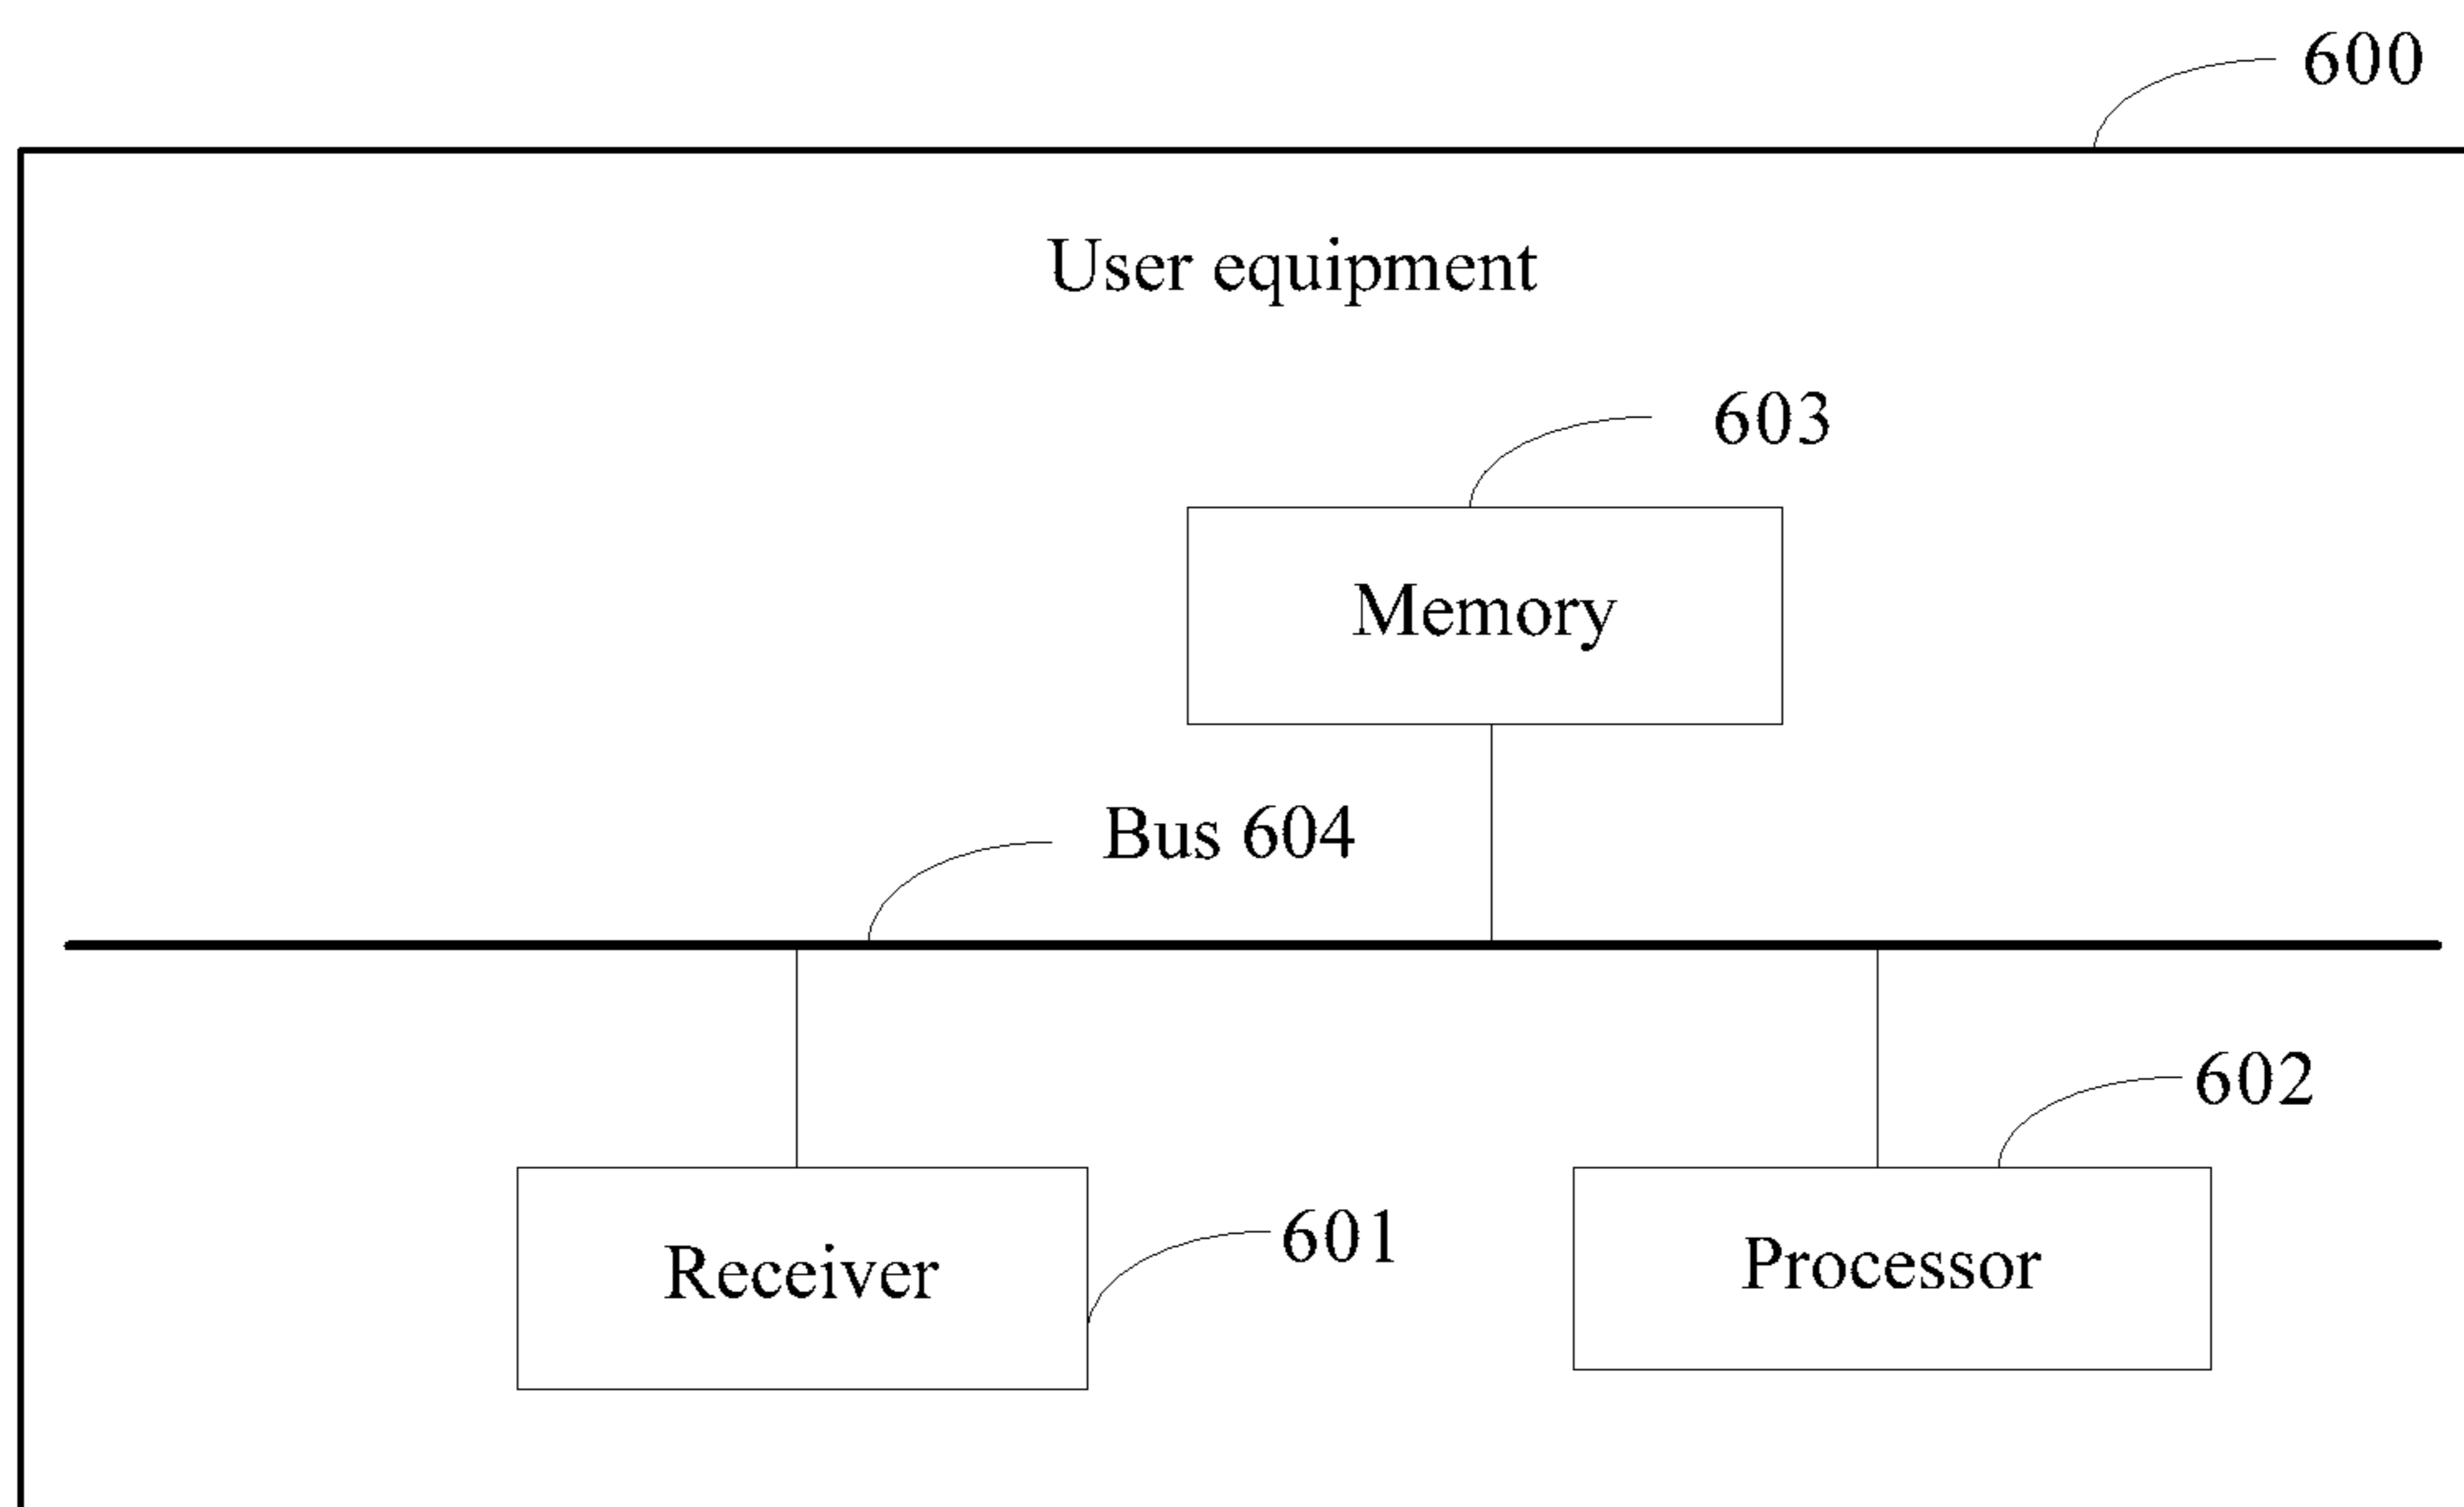 600
User equipment
603
Memory
Bus 604
602
601
Receiver
Processor